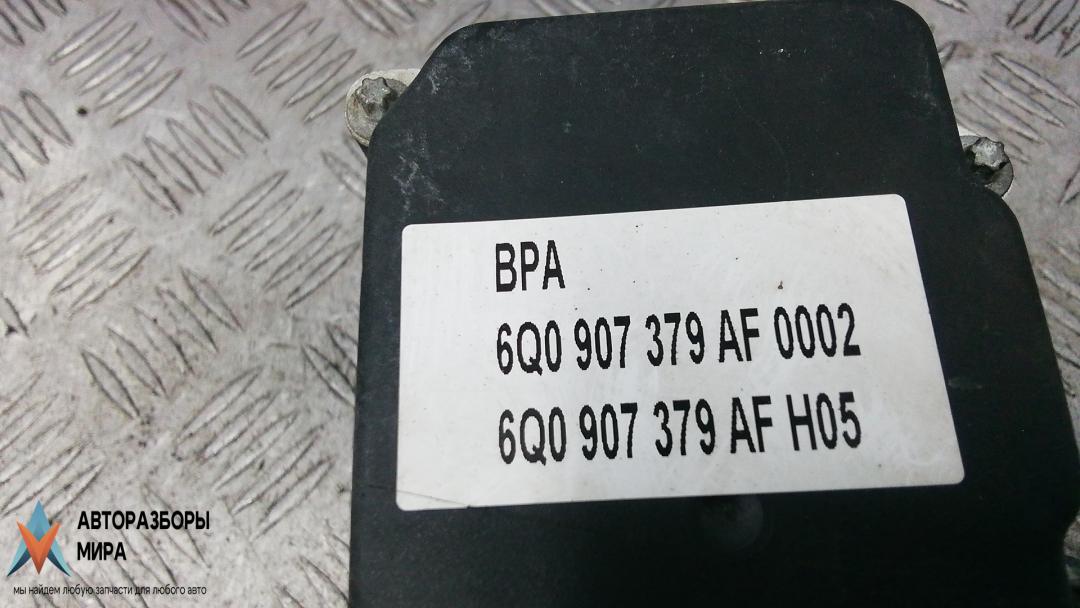 BPA
6Q0 907 379 AF 0002
6Q0 907 379 AF H05
АВТОРАЗБОРЫ
МИРА
мы найдем любую запчасти для любого авто